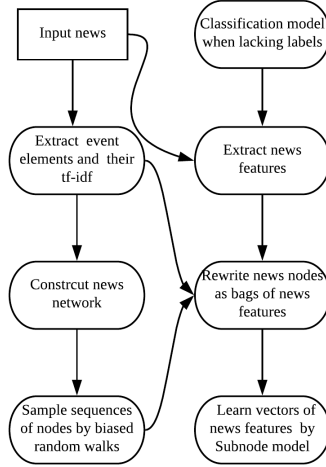 Input news
Classification model
when lacking labels
Extract event
elements and their
tf-idf
Extract news
features
Constrcut news
network
Rewrite news nodes
as bags of news
features
Sample sequences
of nodes by biased
random walks
Learn vectors of
news features by
Subnode model